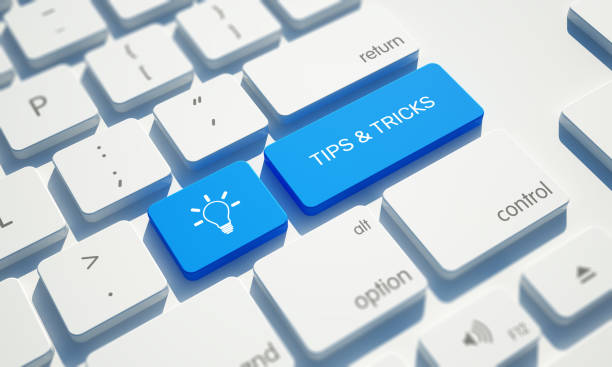 return
P
"
'
:
;
TIPS & TRICKS
L
>
.
alt
option
control
F12